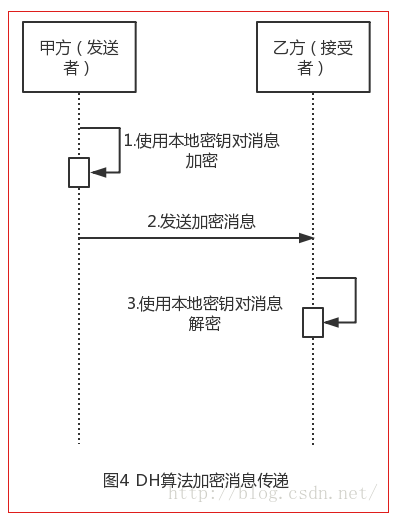 甲方（发送
者）
乙方（接受
者）
1.使用本地密钥对消息
加密
2.发送加密消息
3.使用本地密钥对消息
解密
图4 DH算法加密消息传递
http://blog.csdn.net/